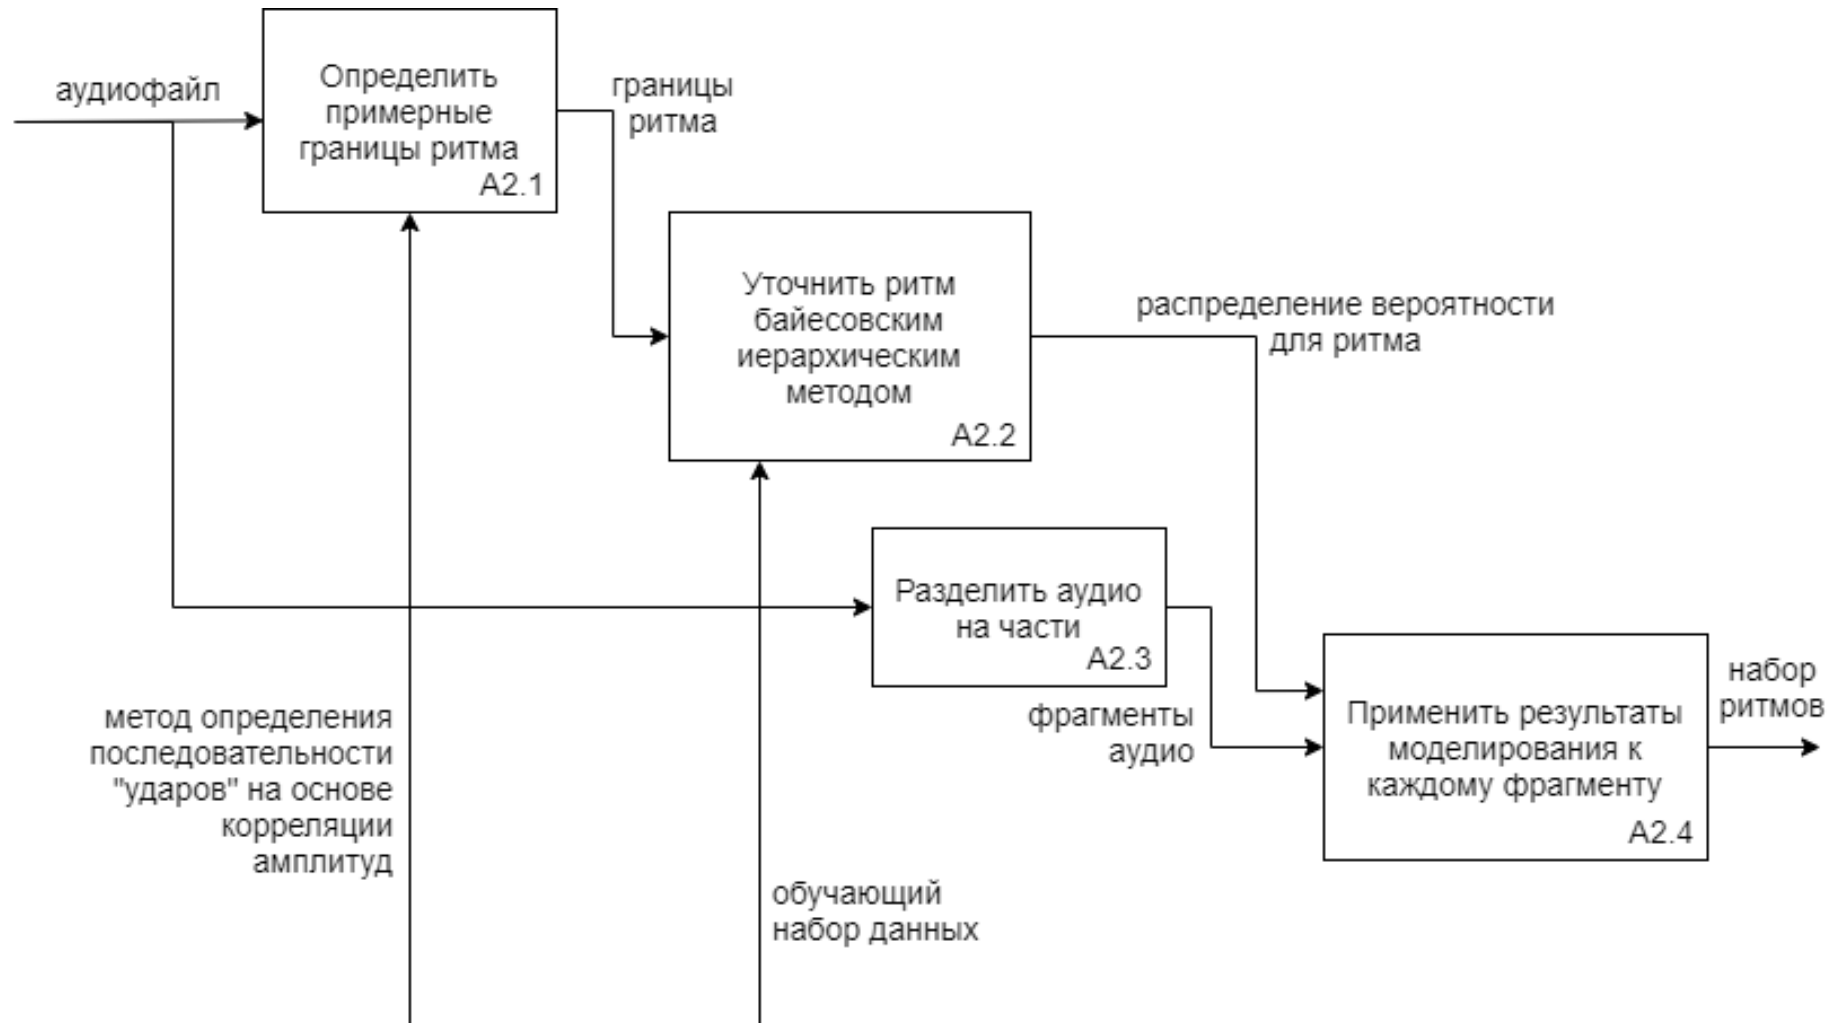 аудиофайл
Определить
примерные
границы ритма
A2.1
границы
ритма
Уточнить ритм
байесовским
иерархическим
методом
A2.2
распределение вероятности
для ритма
Разделить аудио
на части
A2.3
фрагменты
аудио
Применить результаты
моделирования к
каждому фрагменту
A2.4
набор
ритмов
метод определения
последовательности
"ударов" на основе
корреляции
амплитуд
обучающий
набор данных